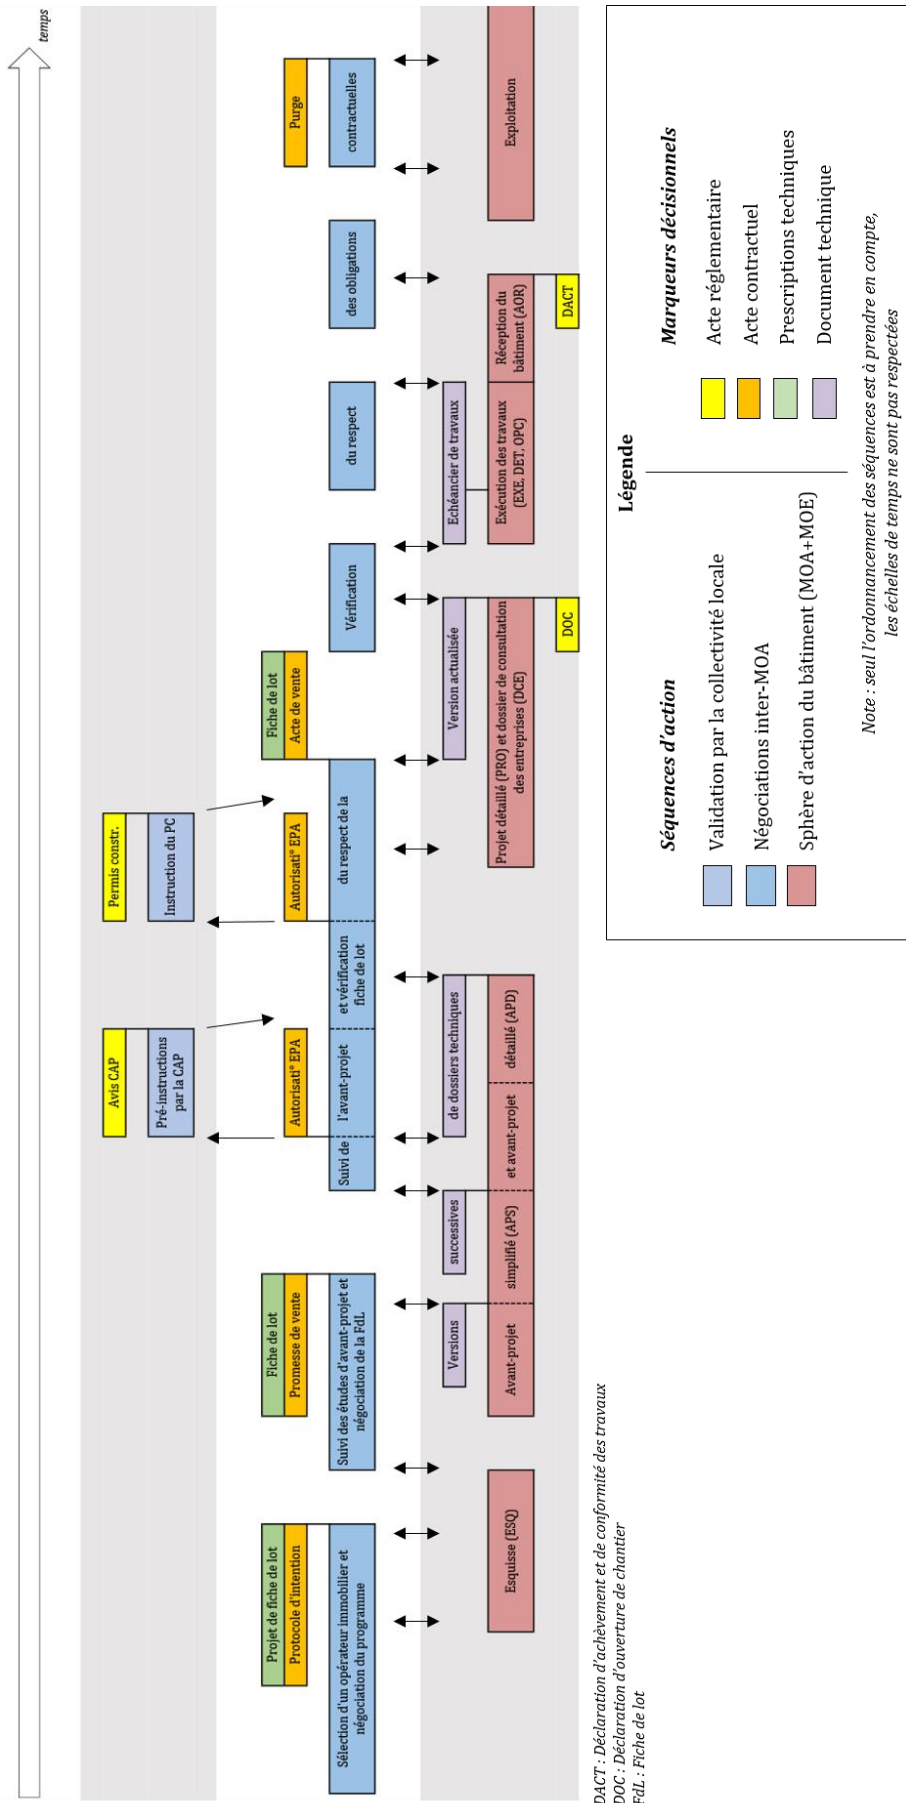 temps
Avis CAP
Pré-instructions
par la CAP
Permis constr.
Instruction du PC
Projet de fiche de lot
Protocole d'intention
Sélection d'un opérateur immobilier et
négociation du programme
Fiche de lot
Promesse de vente
Suivi des études d'avant-projet et
négociation de la FdL
Autorisati° EPA
Autorisati° EPA
Suivi de
l'avant-projet
et vérification
fiche de lot
du respect de la
Fiche de lot
Acte de vente
Vérification
du respect
des obligations
Purge
contractuelles
Versions
successives
de dossiers techniques
Version actualisée
Echéancier de travaux
Esquisse (ESQ)
Avant-projet
simplifié (APS)
et avant-projet
détaillé (APD)
Projet détaillé (PRO) et dossier de consultation
des entreprises (DCE)
Exécution des travaux
(EXE, DET, OPC)
Réception du
bâtiment (AOR)
Exploitation
DOC
DACT
DACT : Déclaration d'achèvement et de conformité des travaux
DOC : Déclaration d'ouverture de chantier
FdL : Fiche de lot
Légende
Séquences d'action
Validation par la collectivité locale
Négociations inter-MOA
Sphère d'action du bâtiment (MOA+MOE)
Marqueurs décisionnels
Acte réglementaire
Acte contractuel
Prescriptions techniques
Document technique
Note : seul l'ordonnancement des séquences est à prendre en compte,
les échelles de temps ne sont pas respectées